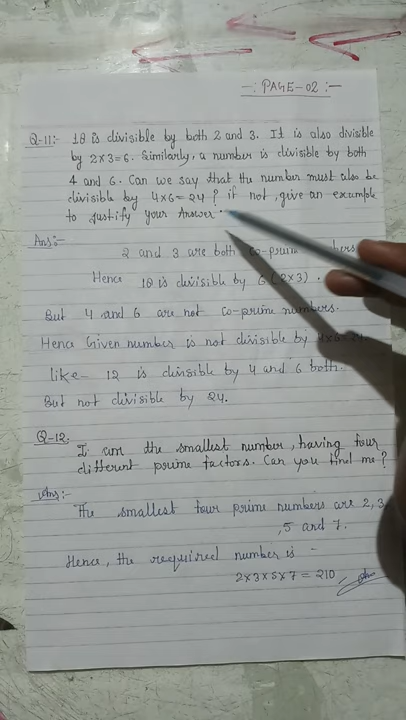 —: PAGE-02 :—
Q-11:- 18 is divisible by both 2 and 3. It is also divisible
by 2×3=6. Similarly, a number is divisible by both
4 and 6. Can we say that the number must also be
divisible by 4×6=24? if not, give an example
to justify your Answer.
Ans:-
2 and 3 are both co-prime
Hence 18 is divisible by 6 (2×3).
But 4 and 6 are not co-prime numbers.
Hence Given number is not divisible by
like- 12 is divisible by 4 and 6 both.
But not divisible by 24.
Q-12.
I am the smallest number, having four
different prime factors. Can you find me?
Ans:-
The smallest four prime numbers are 2, 3
, 5 and 7.
Hence, the required number is -
2×3×5×7 = 210